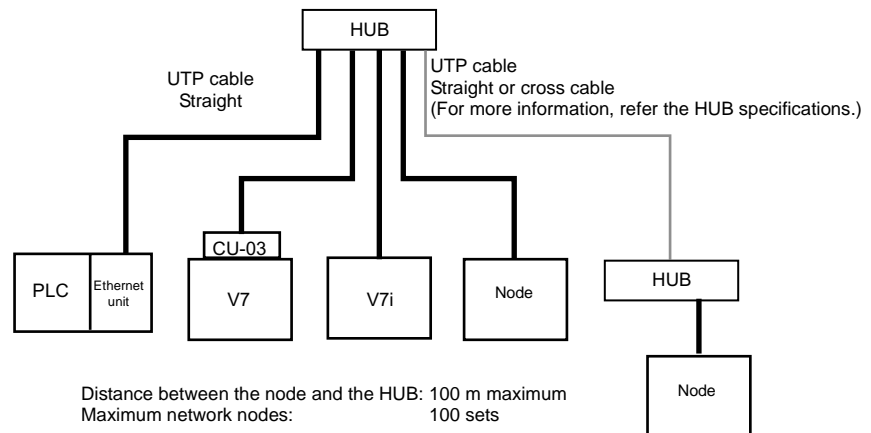 HUB
UTP cable
Straight
UTP cable
Straight or cross cable
(For more information, refer the HUB specifications.)
PLC
Ethernet
unit
CU-03
V7
V7i
Node
HUB
Node
Distance between the node and the HUB: 100 m maximum
Maximum network nodes: 100 sets